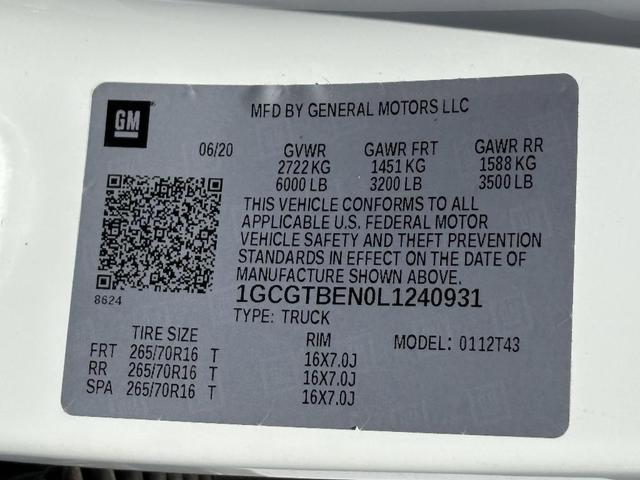 GM
MFD BY GENERAL MOTORS LLC
06/20 GVWR GAWR FRT GAWR RR
2722 KG 1451 KG 1588 KG
6000 LB 3200 LB 3500 LB
THIS VEHICLE CONFORMS TO ALL
APPLICABLE U.S. FEDERAL MOTOR
VEHICLE SAFETY AND THEFT PREVENTION
STANDARDS IN EFFECT ON THE DATE OF
MANUFACTURE SHOWN ABOVE.
8624
1GCGTBEN0L1240931
TYPE: TRUCK
TIRE SIZE RIM MODEL: 0112T43
FRT 265/70R16 T 16X7.0J
RR 265/70R16 T 16X7.0J
SPA 265/70R16 T 16X7.0J